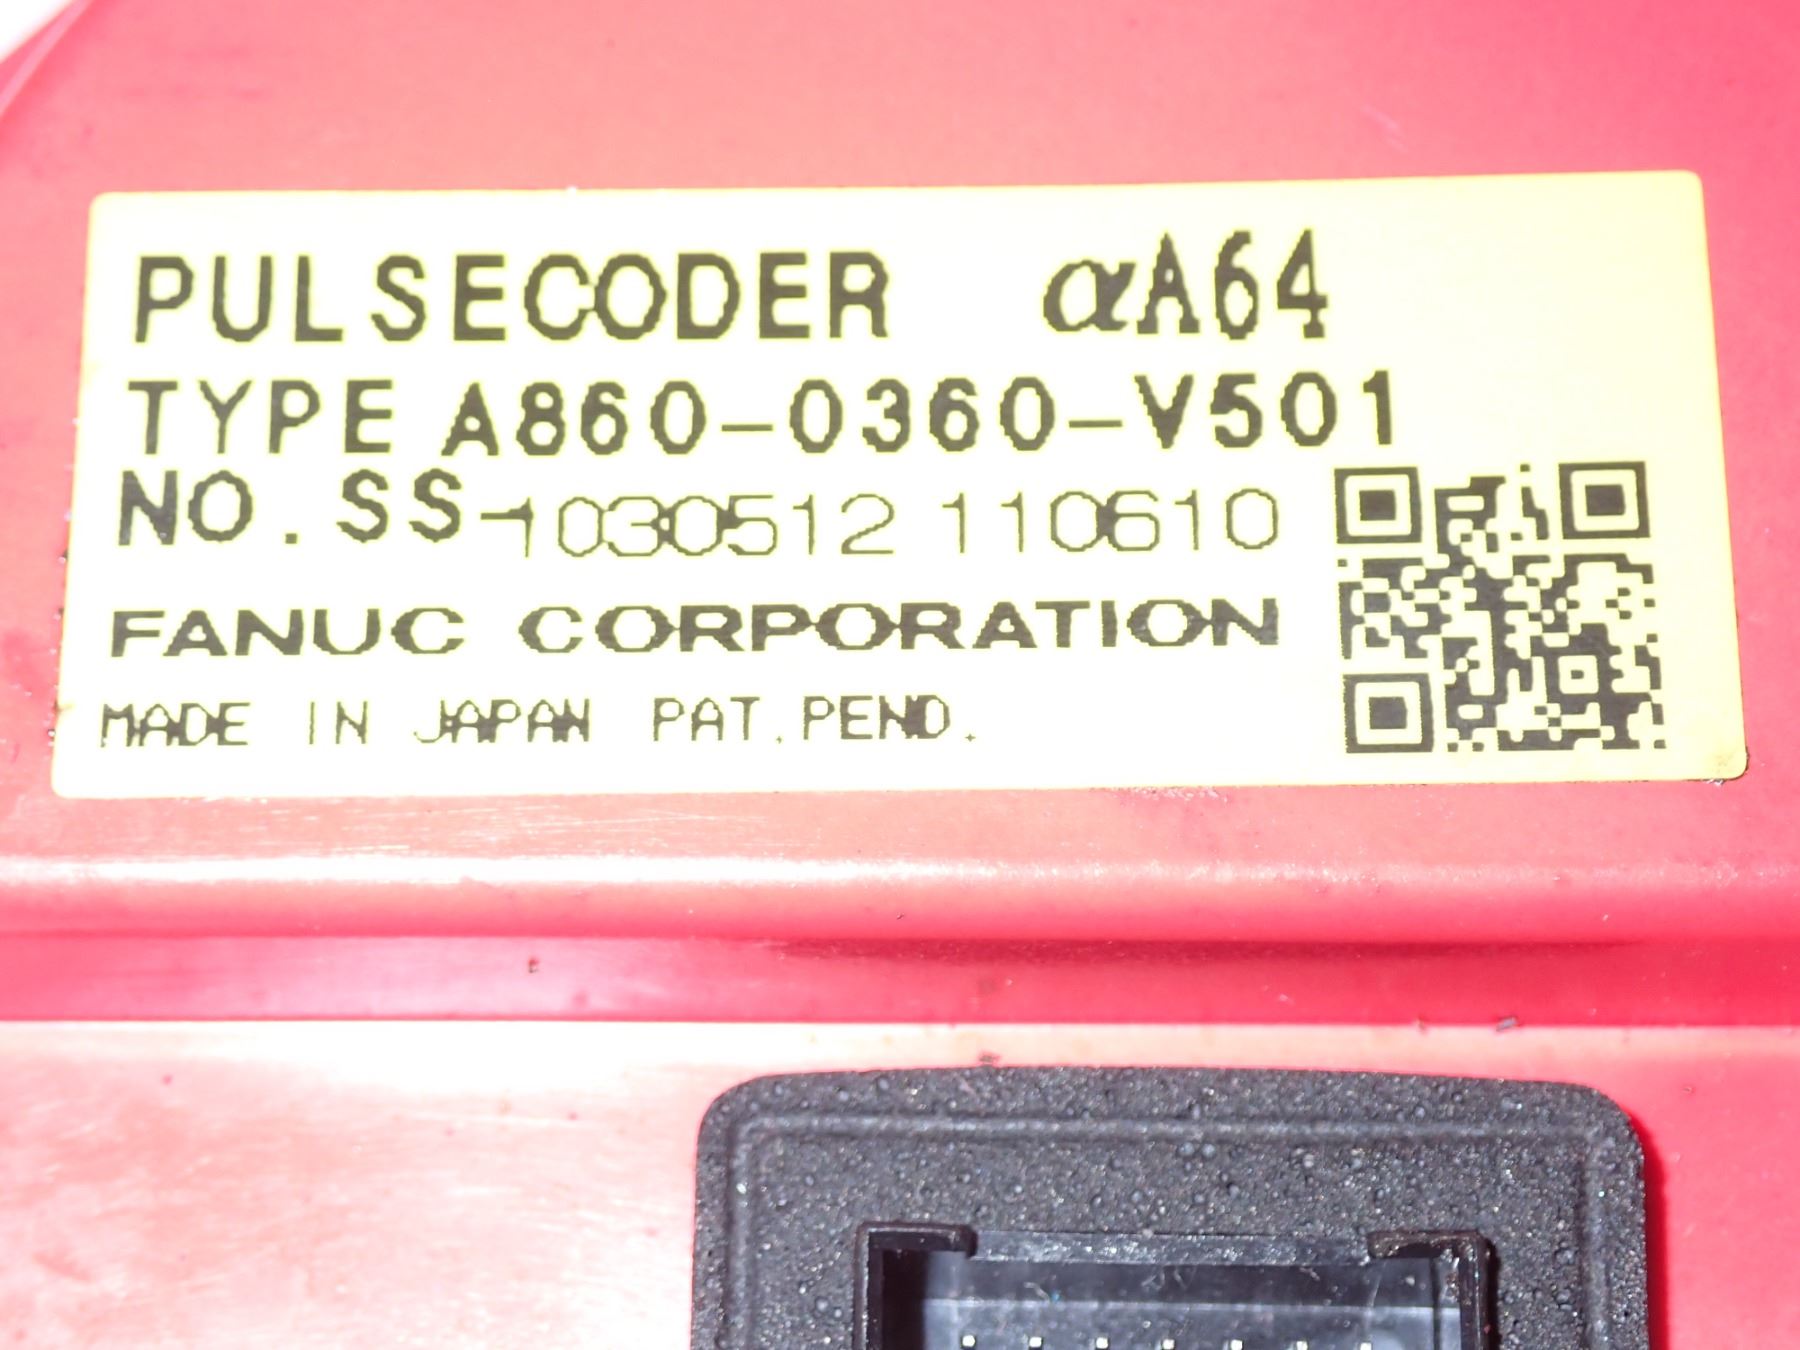 PULSECODER αA64
TYPE A860-0360-V501
NO. SS-1030512 110610
FANUC CORPORATION
MADE IN JAPAN PAT. PEND.